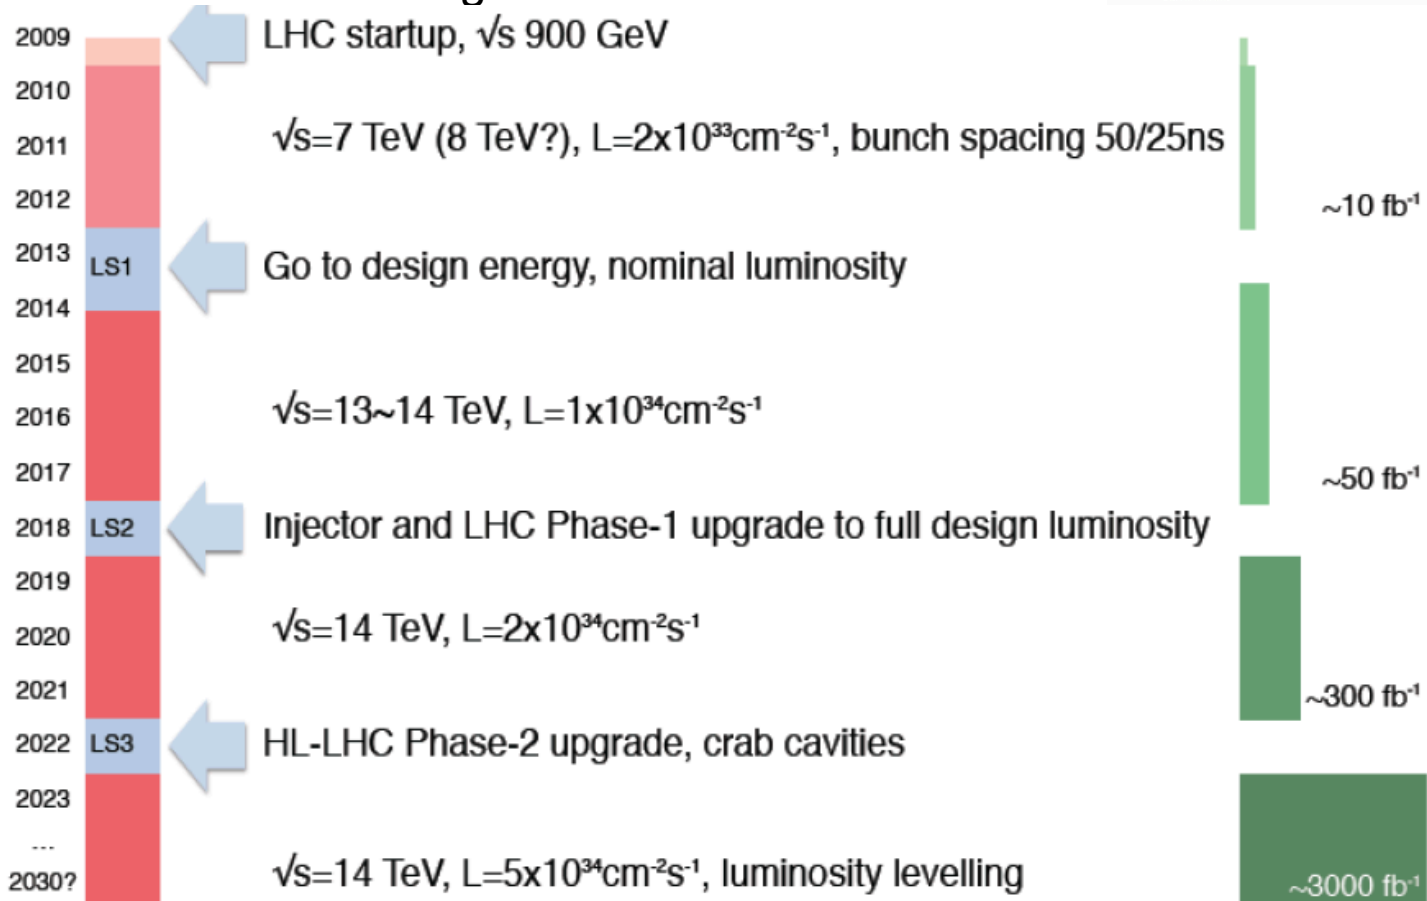 2009 LHC startup, √s 900 GeV
2010
√s=7 TeV (8 TeV?), L=2x10³³cm⁻²s⁻¹, bunch spacing 50/25ns
2011
2012 ~10 fb⁻¹
2013
LS1 Go to design energy, nominal luminosity
2014
2015
2016 √s=13~14 TeV, L=1x10³⁴cm⁻²s⁻¹
2017 ~50 fb⁻¹
2018 LS2 Injector and LHC Phase-1 upgrade to full design luminosity
2019
2020 √s=14 TeV, L=2x10³⁴cm⁻²s⁻¹
2021 ~300 fb⁻¹
2022 LS3 HL-LHC Phase-2 upgrade, crab cavities
2023
---
2030? √s=14 TeV, L=5x10³⁴cm⁻²s⁻¹, luminosity levelling ~3000 fb⁻¹